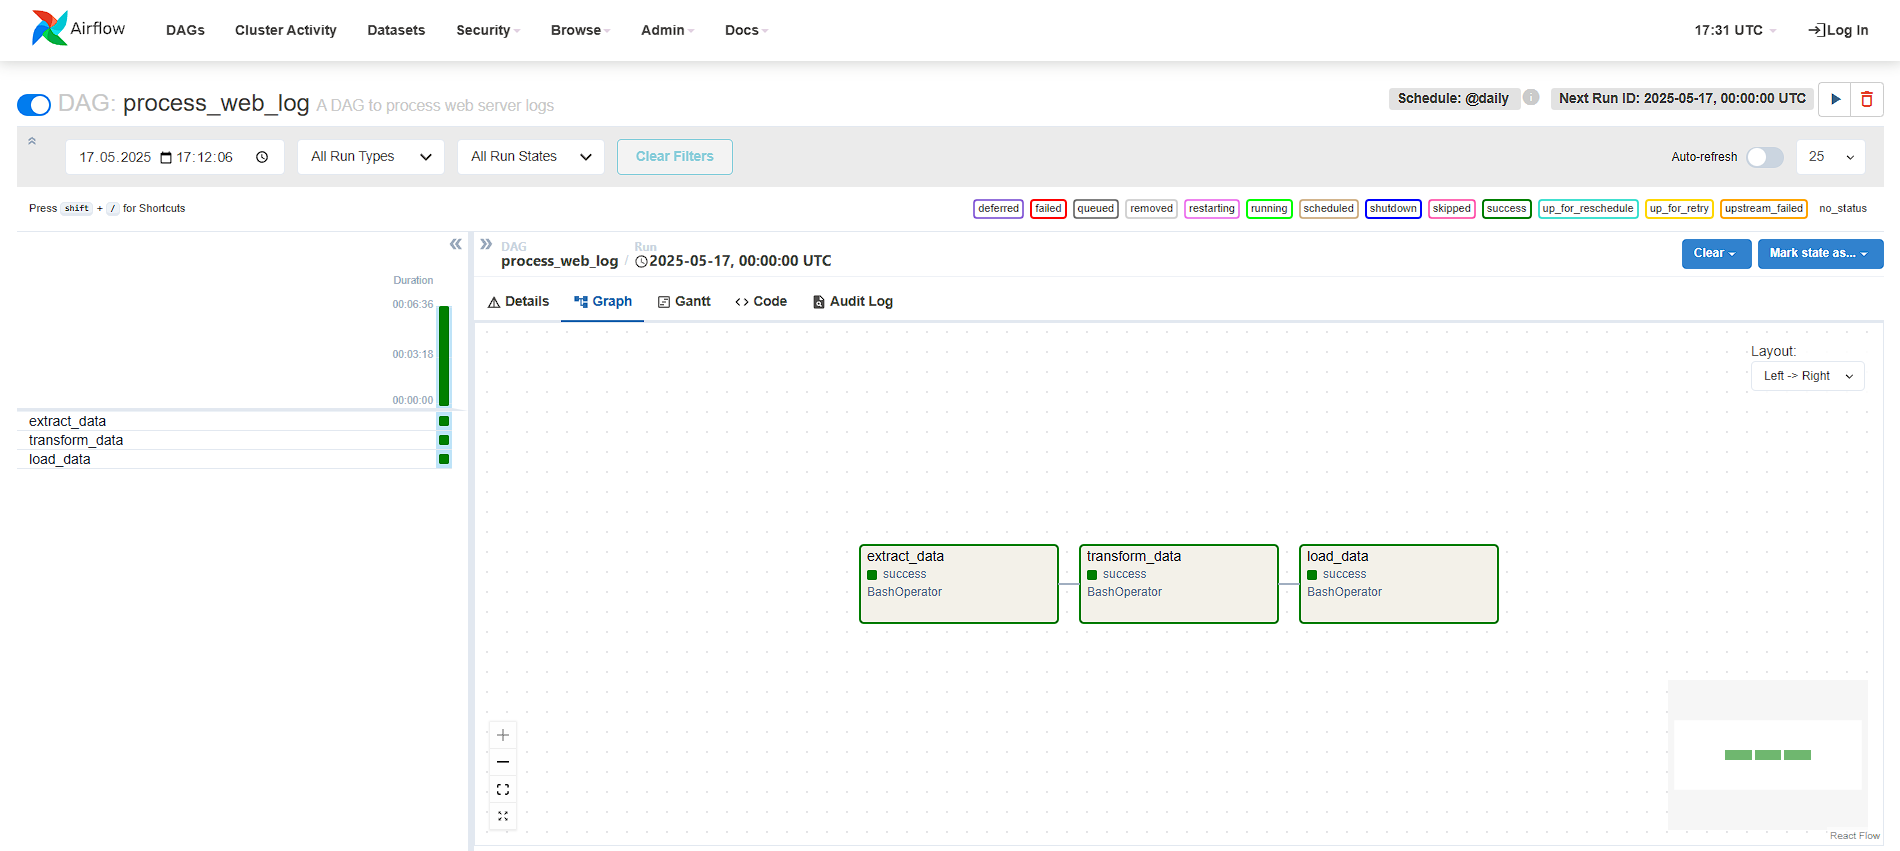 Airflow DAGs Cluster Activity Datasets Security Browse Admin Docs 17:31 UTC Log In
DAG: process_web_log A DAG to process web server logs Schedule: @daily i Next Run ID: 2025-05-17, 00:00:00 UTC
17.05.2025 17:12:06 All Run Types All Run States Clear Filters Auto-refresh 25
Press shift + / for Shortcuts deferred failed queued removed restarting running scheduled shutdown skipped success up_for_reschedule up_for_retry upstream_failed no_status
DAG Run
process_web_log / 2025-05-17, 00:00:00 UTC Clear Mark state as...
Duration
00:06:36
00:03:18
00:00:00
extract_data
transform_data
load_data
Details Graph Gantt Code Audit Log
Layout:
Left -> Right
extract_data
success
BashOperator
transform_data
success
BashOperator
load_data
success
BashOperator
React Flow